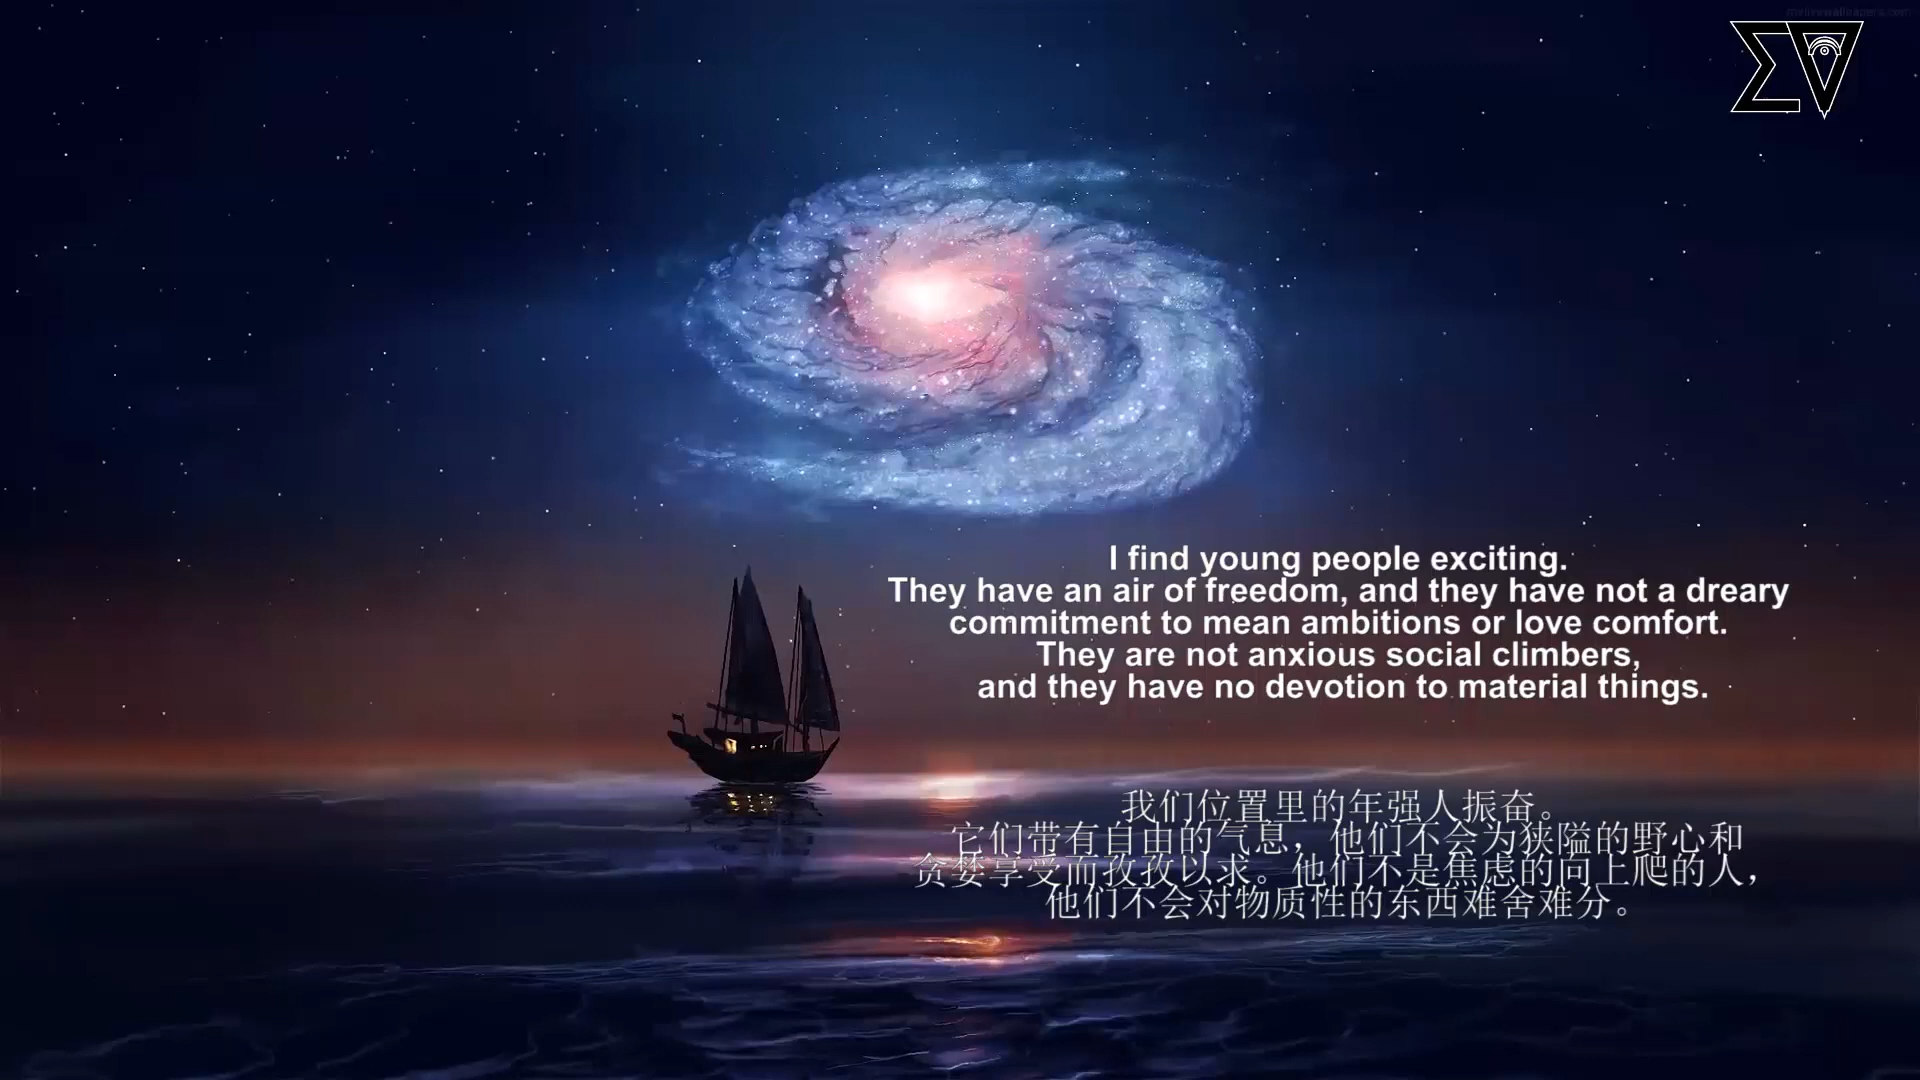 I find young people exciting.
They have an air of freedom, and they have not a dreary
commitment to mean ambitions or love comfort.
They are not anxious social climbers,
and they have no devotion to material things.
我们位置里的年强人振奋。
它们带有自由的气息，他们不会为狭隘的野心和
贪婪享受而孜孜以求。他们不是焦虑的向上爬的人，
他们不会对物质性的东西难舍难分。